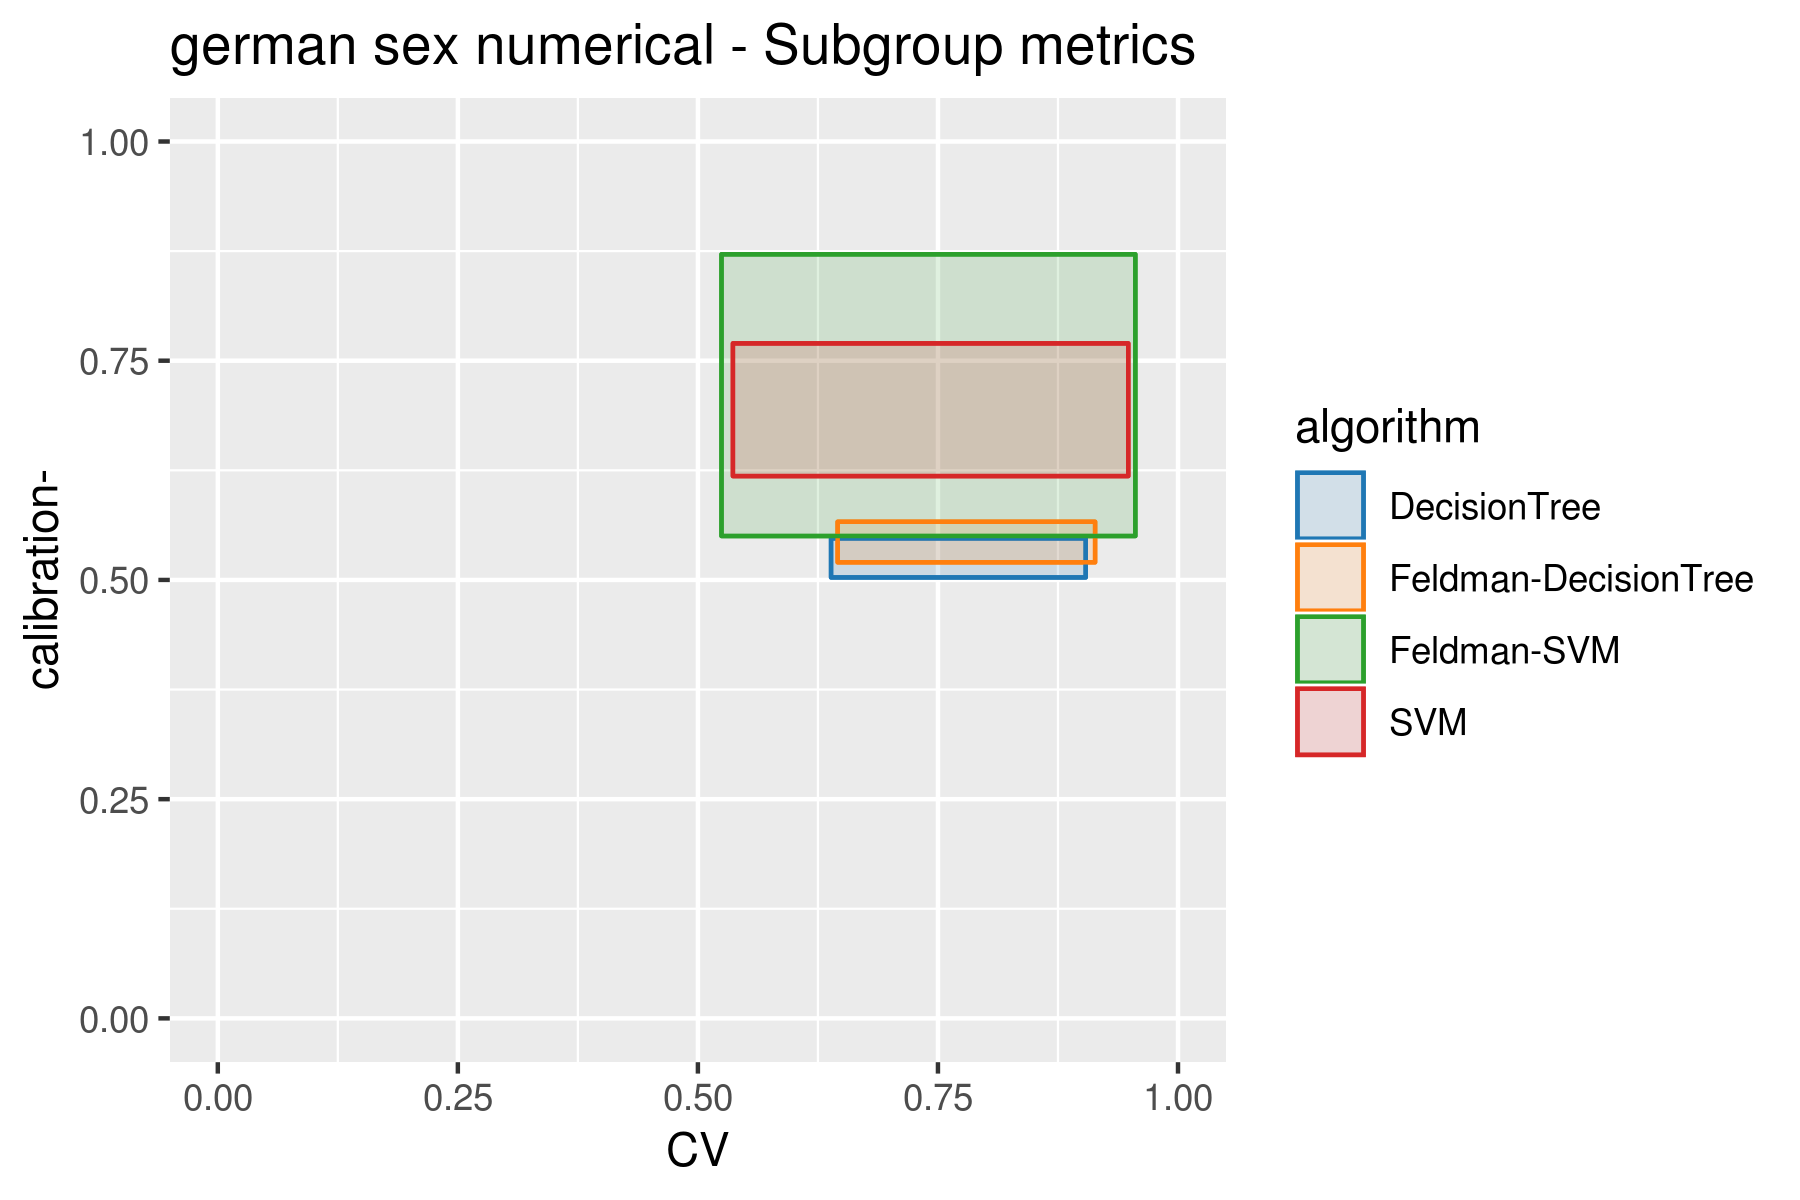 german sex numerical - Subgroup metrics
calibration-
1.00
0.75
0.50
0.25
0.00
0.00 0.25 0.50 0.75 1.00
CV
algorithm
DecisionTree
Feldman-DecisionTree
Feldman-SVM
SVM